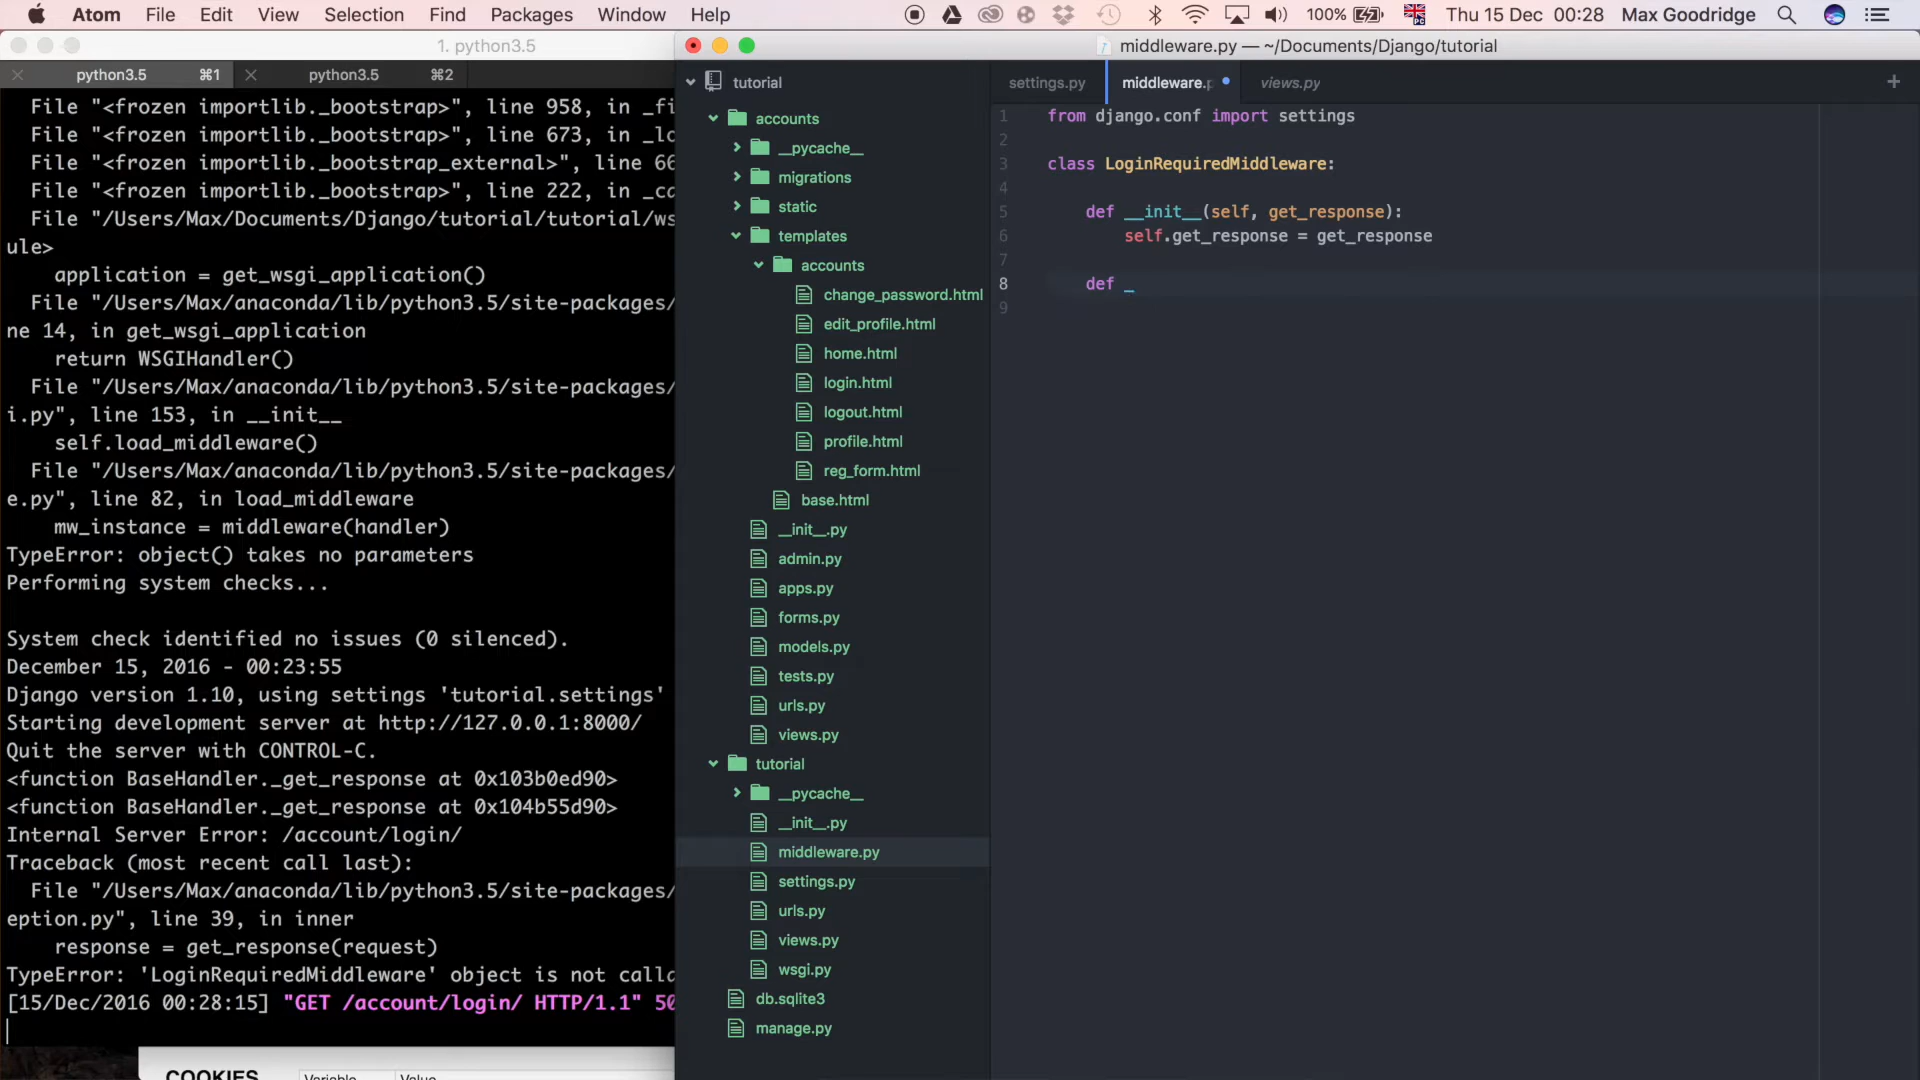 Atom File Edit View Selection Find Packages Window Help 100% Thu 15 Dec 00:28 Max Goodridge
1. python3.5
python3.5 ⌘1 python3.5 ⌘2
File "<frozen importlib._bootstrap>", line 958, in _fi
File "<frozen importlib._bootstrap>", line 673, in _lo
File "<frozen importlib._bootstrap_external>", line 66
File "<frozen importlib._bootstrap>", line 222, in _ca
File "/Users/Max/Documents/Django/tutorial/tutorial/ws
ule>
application = get_wsgi_application()
File "/Users/Max/anaconda/lib/python3.5/site-packages/
ne 14, in get_wsgi_application
return WSGIHandler()
File "/Users/Max/anaconda/lib/python3.5/site-packages/
i.py", line 153, in __init__
self.load_middleware()
File "/Users/Max/anaconda/lib/python3.5/site-packages/
e.py", line 82, in load_middleware
mw_instance = middleware(handler)
TypeError: object() takes no parameters
Performing system checks...
System check identified no issues (0 silenced).
December 15, 2016 - 00:23:55
Django version 1.10, using settings 'tutorial.settings'
Starting development server at http://127.0.0.1:8000/
Quit the server with CONTROL-C.
<function BaseHandler._get_response at 0x103b0ed90>
<function BaseHandler._get_response at 0x104b55d90>
Internal Server Error: /account/login/
Traceback (most recent call last):
File "/Users/Max/anaconda/lib/python3.5/site-packages/
eption.py", line 39, in inner
response = get_response(request)
TypeError: 'LoginRequiredMiddleware' object is not calla
[15/Dec/2016 00:28:15] "GET /account/login/ HTTP/1.1" 50
COOKIES Variable Value
middleware.py — ~/Documents/Django/tutorial
tutorial
accounts
__pycache__
migrations
static
templates
accounts
change_password.html
edit_profile.html
home.html
login.html
logout.html
profile.html
reg_form.html
base.html
__init__.py
admin.py
apps.py
forms.py
models.py
tests.py
urls.py
views.py
tutorial
__pycache__
__init__.py
middleware.py
settings.py
urls.py
views.py
wsgi.py
db.sqlite3
manage.py
settings.py middleware.p views.py
1 from django.conf import settings
2
3 class LoginRequiredMiddleware:
4
5 def __init__(self, get_response):
6 self.get_response = get_response
7
8 def _
9